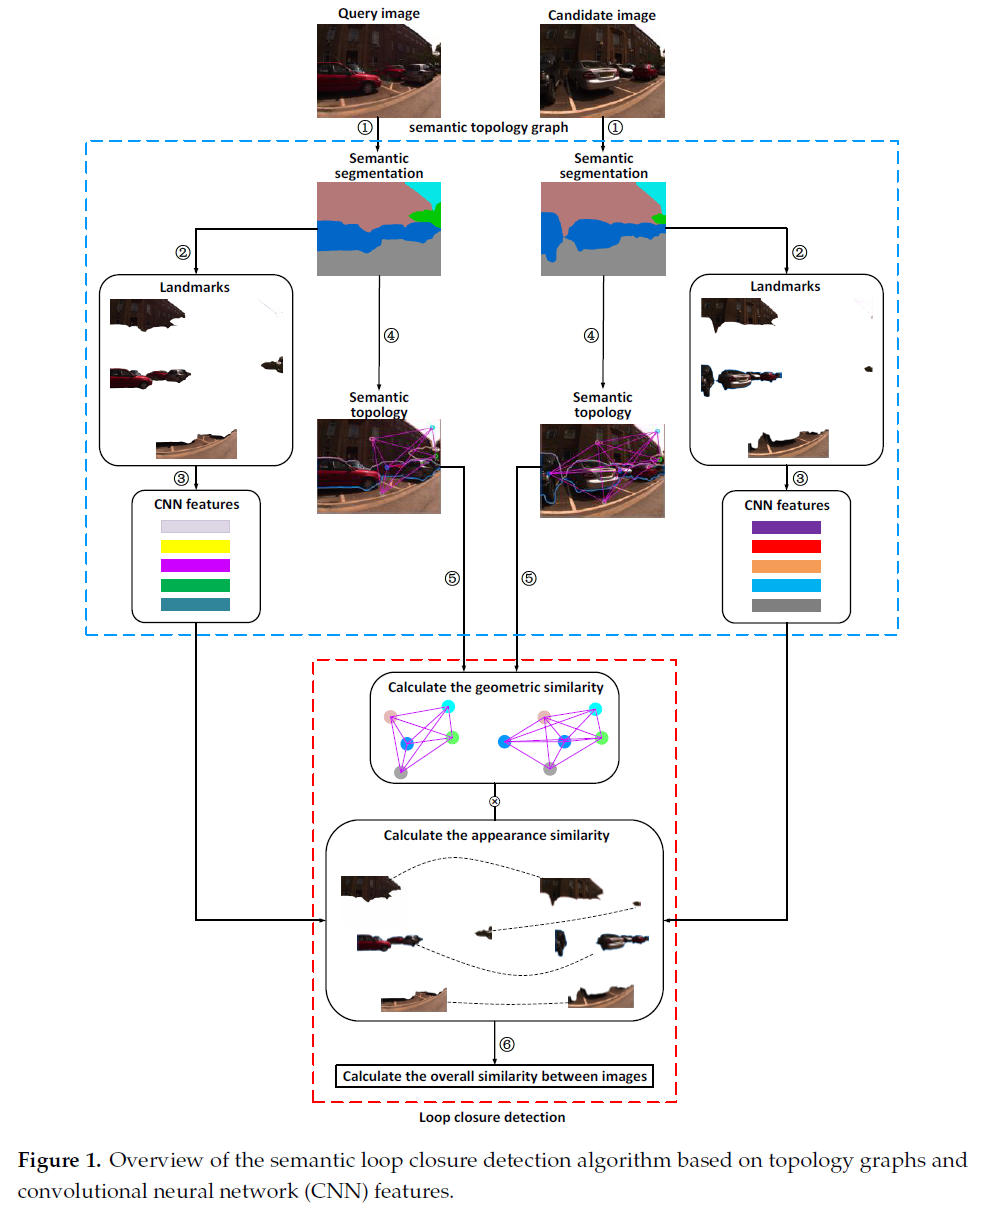 Query image
Candidate image
① semantic topology graph ①
Semantic
segmentation
Semantic
segmentation
②
②
Landmarks
Landmarks
④
④
Semantic
topology
Semantic
topology
③
③
CNN features
CNN features
⑤
⑤
Calculate the geometric similarity
⊗
Calculate the appearance similarity
⑥
Calculate the overall similarity between images
Loop closure detection
Figure 1. Overview of the semantic loop closure detection algorithm based on topology graphs and
convolutional neural network (CNN) features.